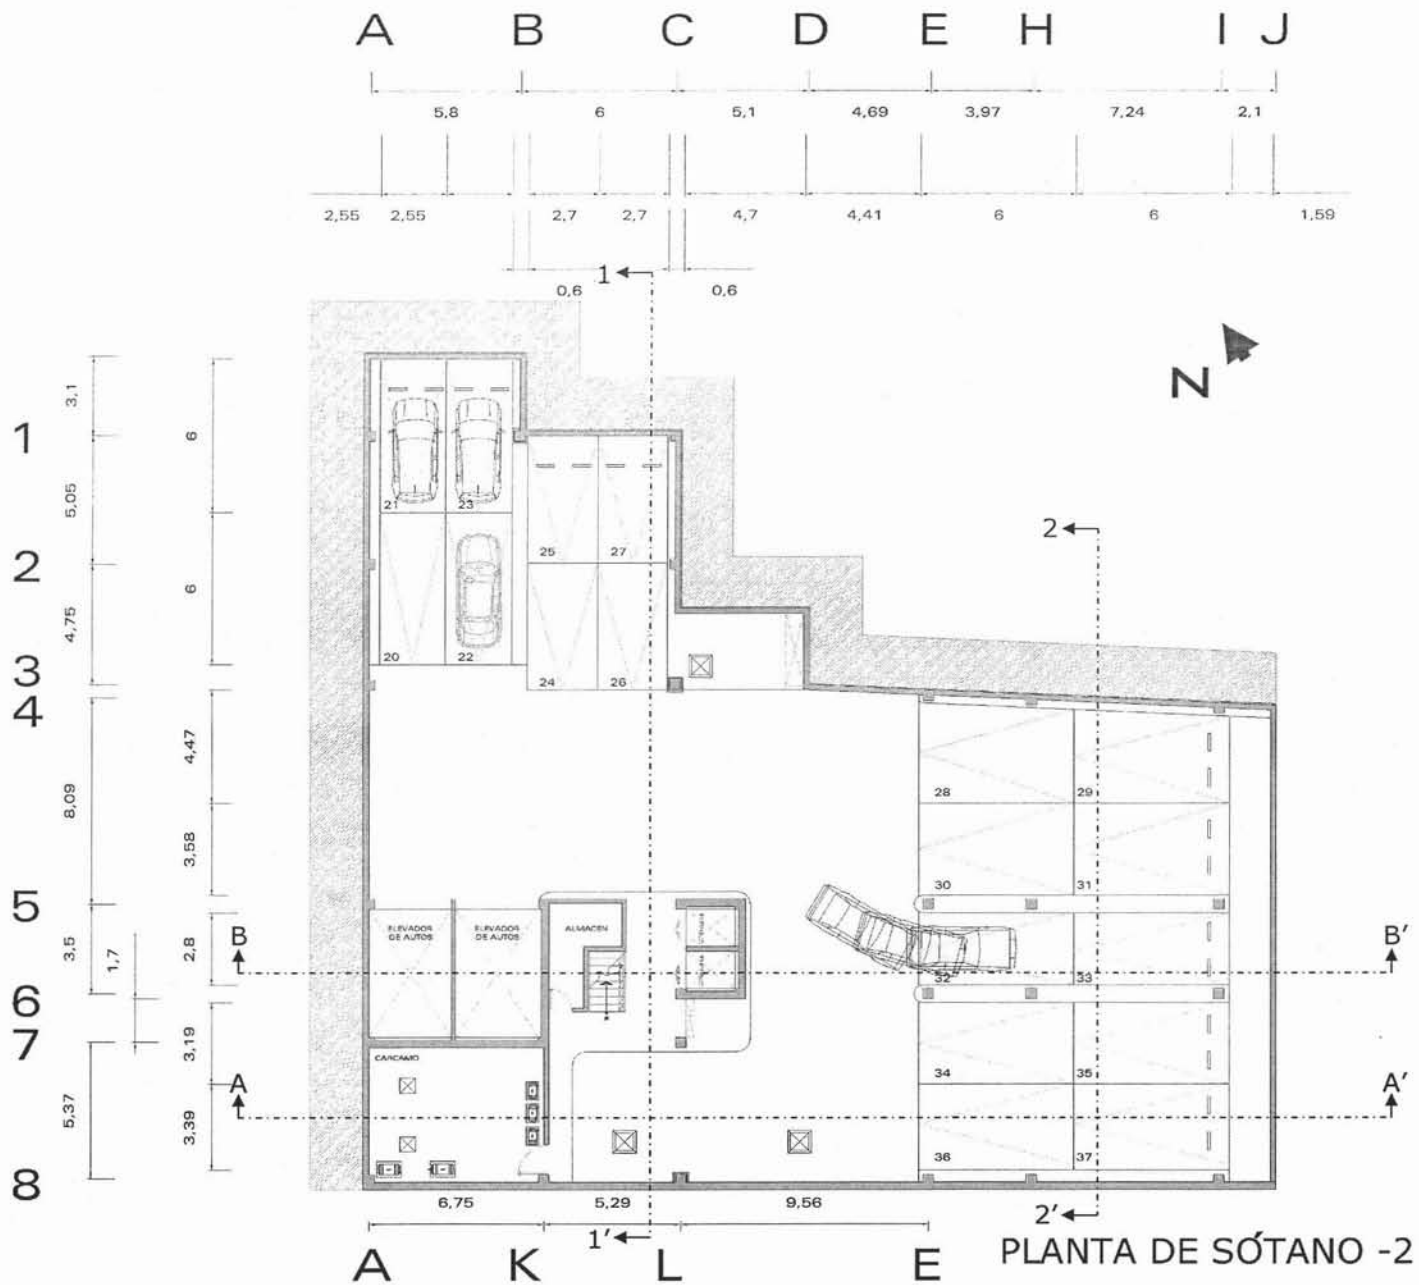 A B C D E H I J
5,8 6 5,1 4,69 3,97 7,24 2,1
2,55 2,55 2,7 2,7 4,7 4,41 6 6 1,59
1
0,6 0,6
N
3,1
1
6
5,05
21 23
2
25 27
2
6
4,75
20 22
24 26
3
4
4,47
8,09
28 29
3,58
30 31
5
ELEVADOR DE AUTOS
ELEVADOR DE AUTOS
ALMACEN
B
B'
3,5
1,7
2,8
32 33
6
7
3,19
CARCAMO
34 35
A
A'
5,37
3,39
36 37
8
6,75 5,29 9,56
1'
2'
A K L E
PLANTA DE SÓTANO -2